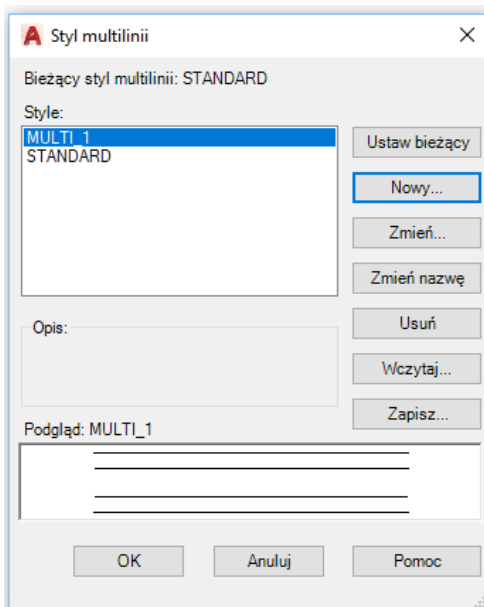 Styl multilinii
Bieżący styl multilinii: STANDARD
Style:
MULTI_1
STANDARD
Ustaw bieżący
Nowy...
Zmień...
Zmień nazwę
Usuń
Wczytaj...
Zapisz...
Opis:
Podgląd: MULTI_1
OK
Anuluj
Pomoc